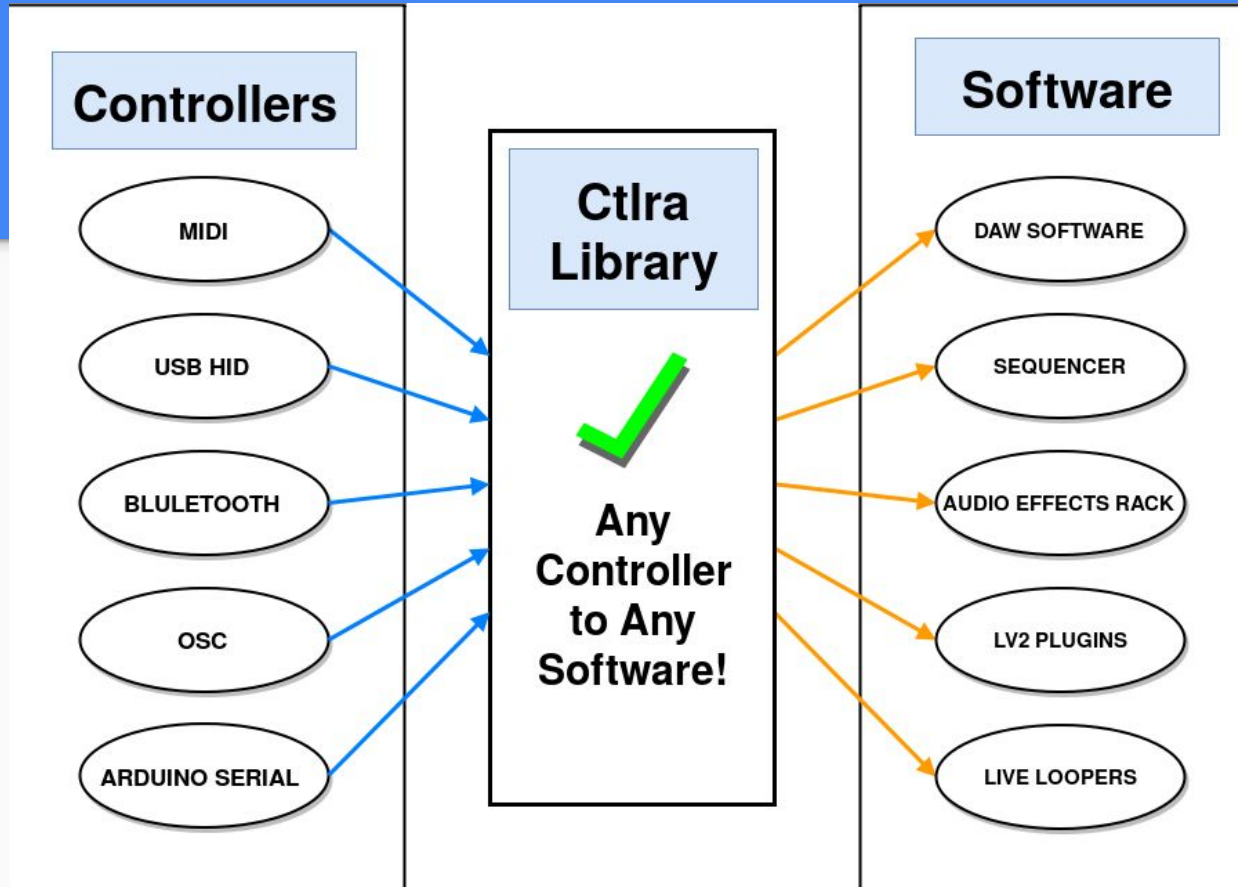 Controllers
MIDI
USB HID
BLULETOOTH
OSC
ARDUINO SERIAL
Ctlra
Library
Any
Controller
to Any
Software!
Software
DAW SOFTWARE
SEQUENCER
AUDIO EFFECTS RACK
LV2 PLUGINS
LIVE LOOPERS